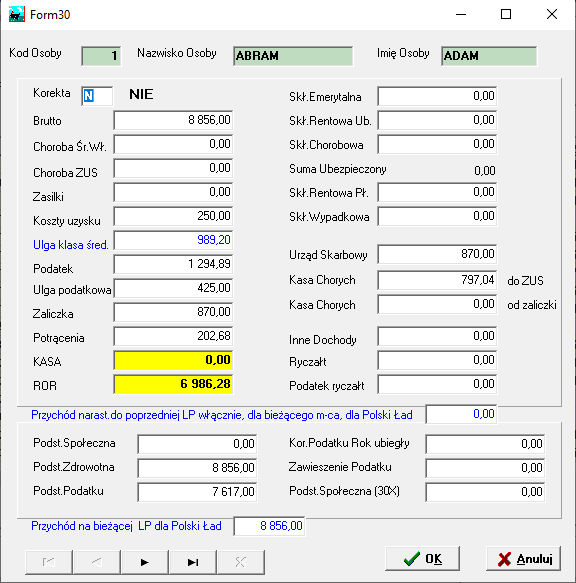 Form30
Kod Osoby 1 Nazwisko Osoby ABRAM Imię Osoby ADAM
Korekta N NIE
Brutto 8 856,00
Choroba Śr.Wł. 0,00
Choroba ZUS 0,00
Zasilki 0,00
Koszty uzysku 250,00
Ulga klasa śred. 989,20
Podatek 1 294,89
Ulga podatkowa 425,00
Zaliczka 870,00
Potrącenia 202,68
KASA 0,00
ROR 6 986,28
Skł.Emerytalna 0,00
Skł.Rentowa Ub. 0,00
Skł.Chorobowa 0,00
Suma Ubezpieczony 0,00
Skł.Rentowa Pł. 0,00
Skł.Wypadkowa 0,00
Urząd Skarbowy 870,00
Kasa Chorych 797,04 do ZUS
Kasa Chorych 0,00 od zaliczki
Inne Dochody 0,00
Ryczałt 0,00
Podatek ryczałt 0,00
Przychód narast.do poprzedniej LP włącznie, dla bieżącego m-ca, dla Polski Ład 0,00
Podst.Społeczna 0,00
Podst.Zdrowotna 8 856,00
Podst.Podatku 7 617,00
Kor.Podatku Rok ubiegły 0,00
Zawieszenie Podatku 0,00
Podst.Społeczna (30X) 0,00
Przychód na bieżącej LP dla Polski Ład 8 856,00
OK Anuluj